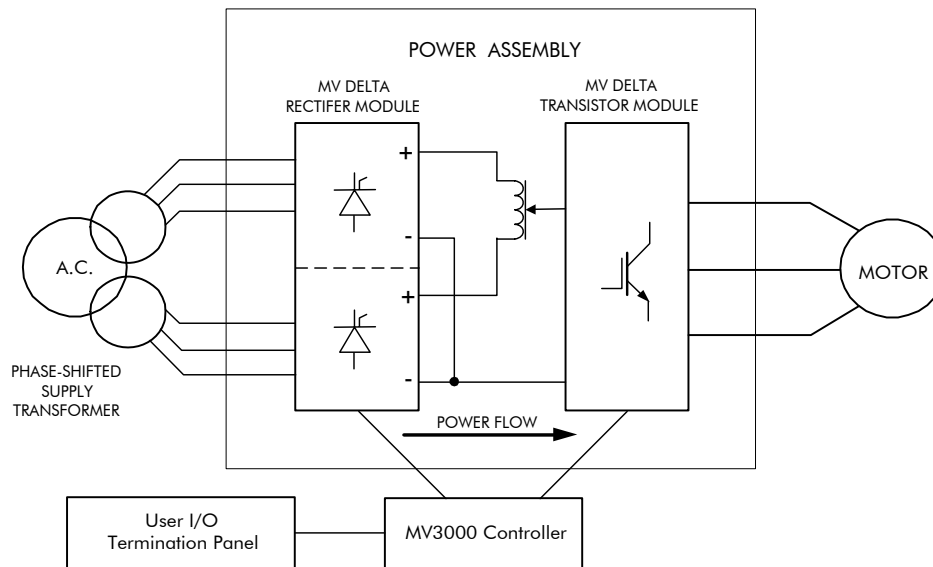 POWER ASSEMBLY
MV DELTA
RECTIFER MODULE
MV DELTA
TRANSISTOR MODULE
+
-
+
-
A.C.
MOTOR
PHASE-SHIFTED
SUPPLY
TRANSFORMER
POWER FLOW
User I/O
Termination Panel
MV3000 Controller